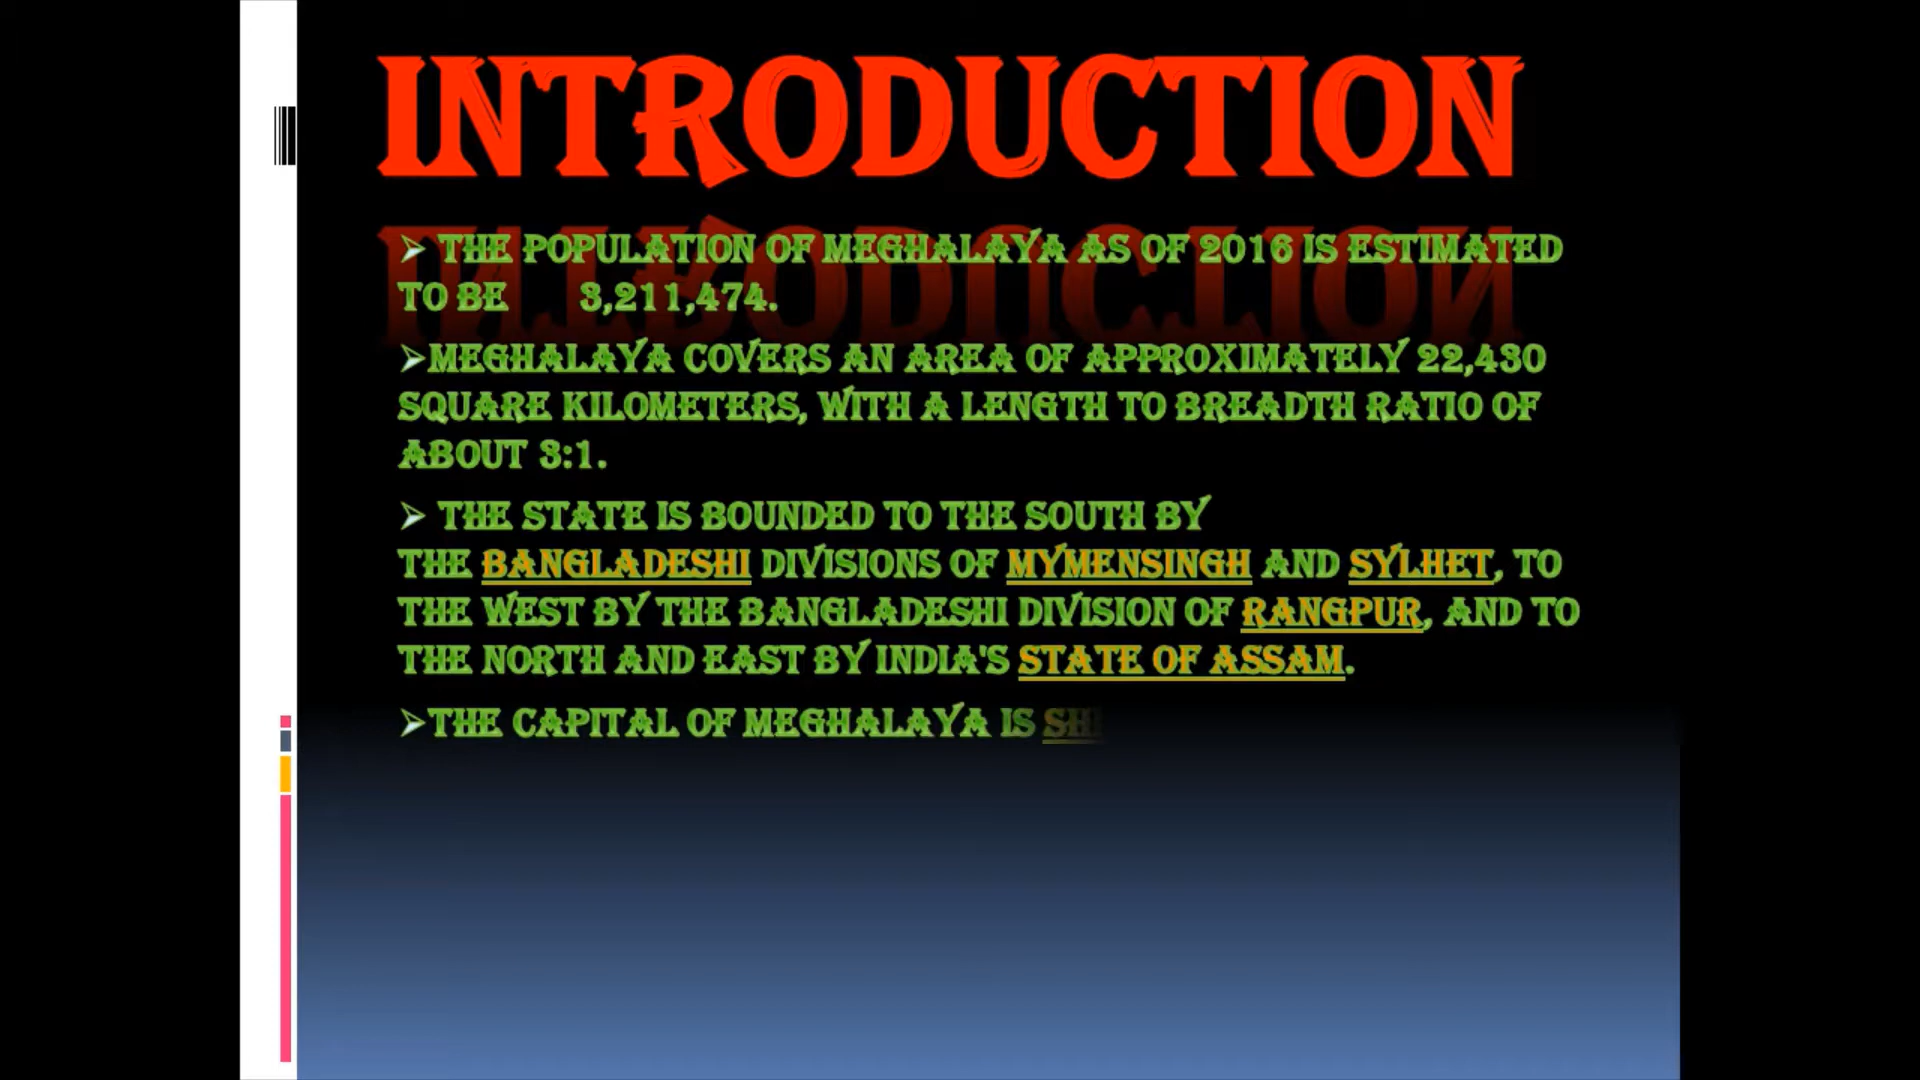 INTRODUCTION
➢ THE POPULATION OF MEGHALAYA AS OF 2016 IS ESTIMATED
TO BE 3,211,474.
➢MEGHALAYA COVERS AN AREA OF APPROXIMATELY 22,430
SQUARE KILOMETERS, WITH A LENGTH TO BREADTH RATIO OF
ABOUT 3:1.
➢ THE STATE IS BOUNDED TO THE SOUTH BY
THE BANGLADESHI DIVISIONS OF MYMENSINGH AND SYLHET, TO
THE WEST BY THE BANGLADESHI DIVISION OF RANGPUR, AND TO
THE NORTH AND EAST BY INDIA'S STATE OF ASSAM.
➢THE CAPITAL OF MEGHALAYA IS